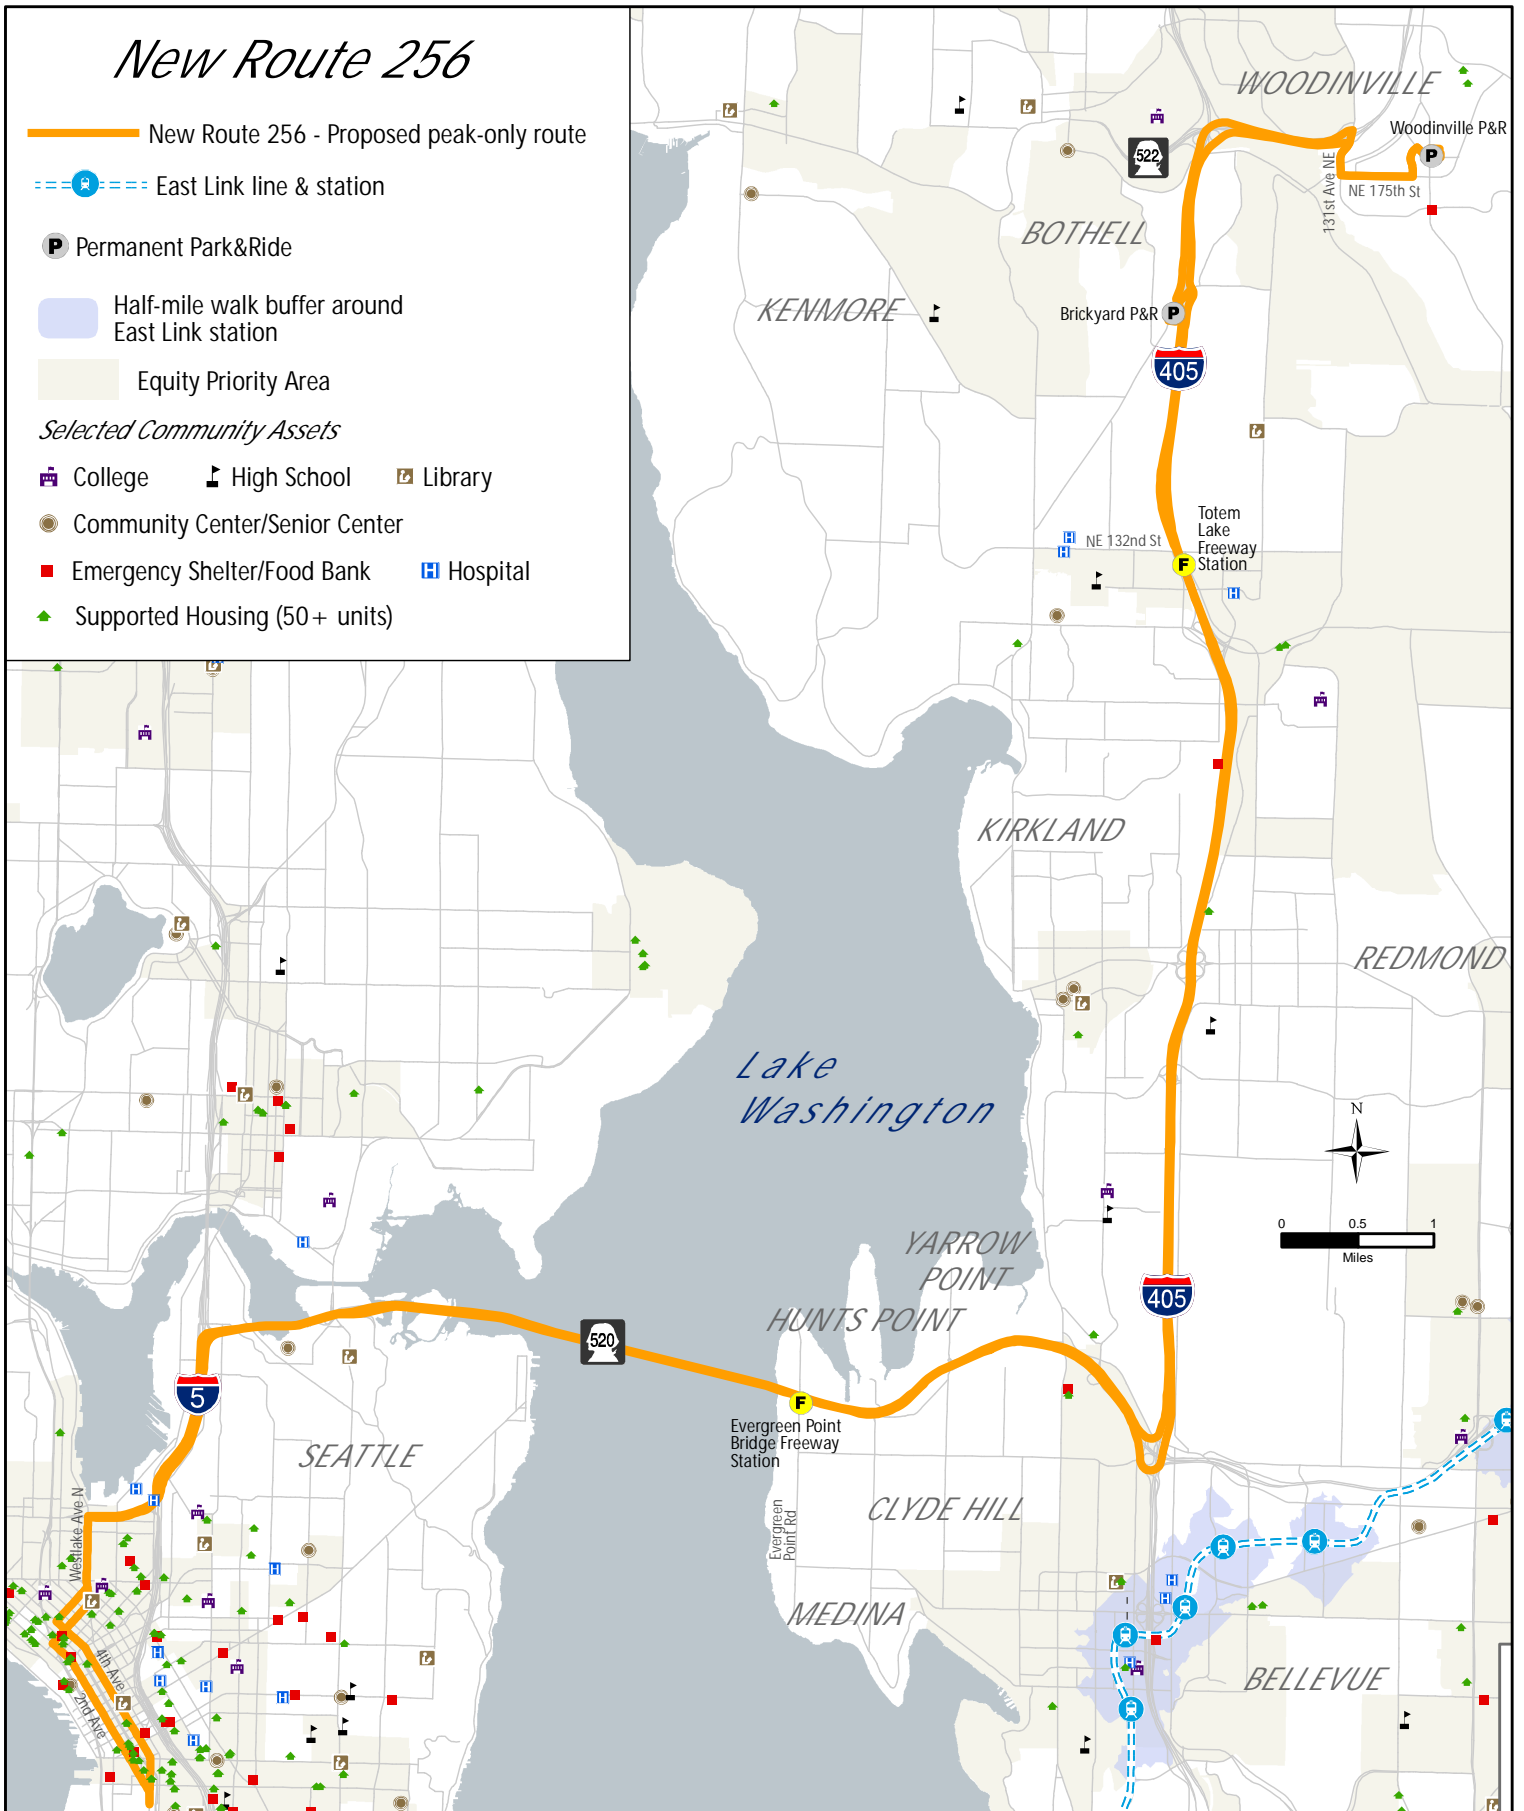 New Route 256
New Route 256 - Proposed peak-only route
East Link line & station
P Permanent Park&Ride
Half-mile walk buffer around
East Link station
Equity Priority Area
Selected Community Assets
College
High School
Library
Community Center/Senior Center
Emergency Shelter/Food Bank
H Hospital
Supported Housing (50+ units)
WOODINVILLE
Woodinville P&R
P
522
131st Ave NE
NE 175th St
BOTHELL
KENMORE
Brickyard P&R P
405
Totem
Lake
Freeway
Station
F
NE 132nd St
H
H
H
KIRKLAND
REDMOND
Lake
Washington
N
0 0.5 1
Miles
YARROW
POINT
HUNTS POINT
405
520
5
F
Evergreen Point
Bridge Freeway
Station
SEATTLE
Evergreen
Point Rd
CLYDE HILL
MEDINA
BELLEVUE
Westlake Ave N
4th Ave
2nd Ave
H
H
H
H
H
H
H
H
H
H
H
H